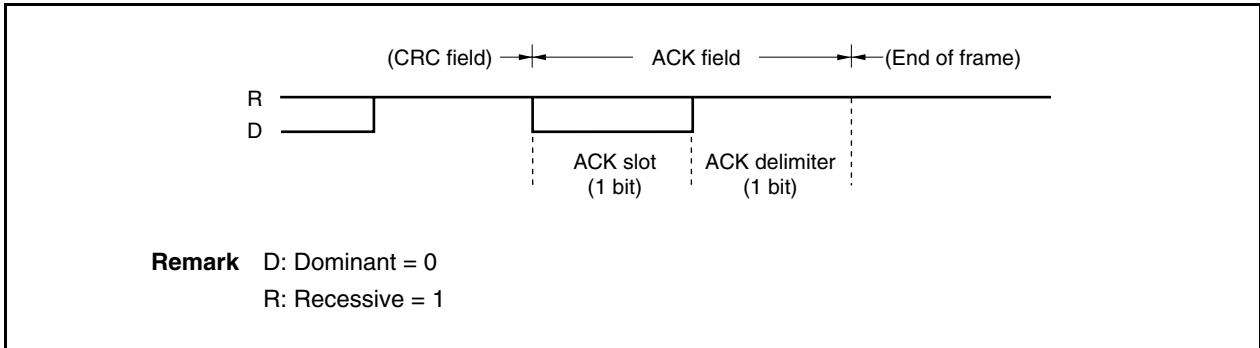 (CRC field) ACK field (End of frame)
R
D
ACK slot ACK delimiter
(1 bit) (1 bit)
Remark D: Dominant = 0
R: Recessive = 1